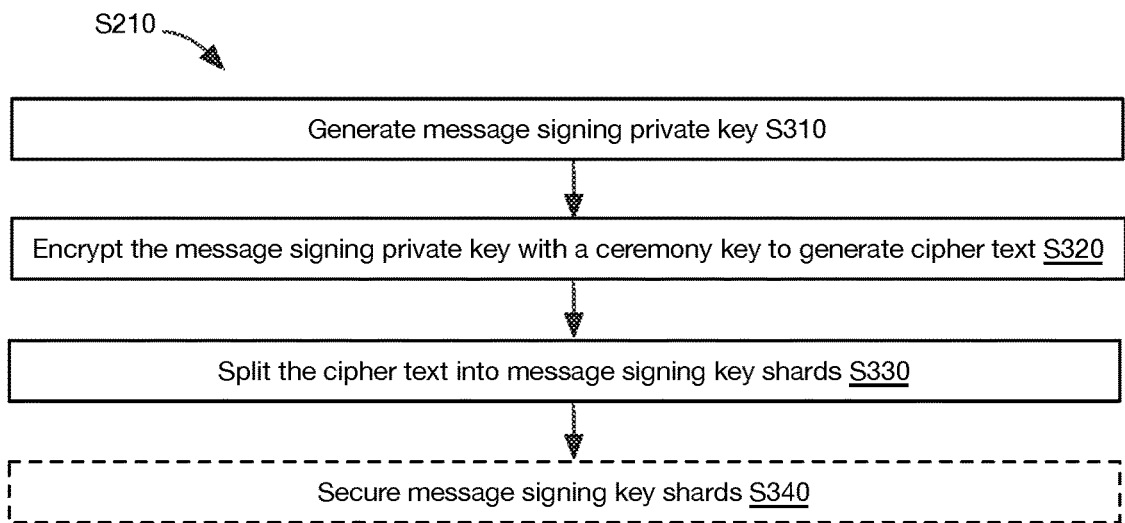 S210
Generate message signing private key S310
Encrypt the message signing private key with a ceremony key to generate cipher text S320
Split the cipher text into message signing key shards S330
Secure message signing key shards S340